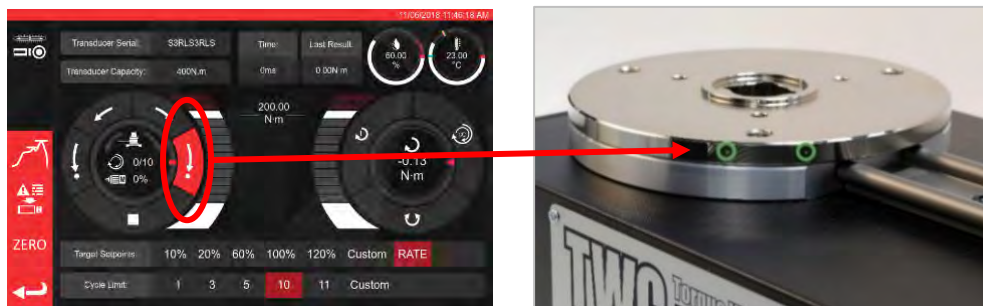 11/06/2018 11:46:18 AM
Transducer Serial: S3RLS3RLS Time: Last Result:
60.00 % 23.00 °C
Transducer Capacity: 400N.m 0ms 0.00N m
200.00
N·m
0/10
0%
-0.13
N·m
ZERO
Target Setpoints: 10% 20% 60% 100% 120% Custom RATE
Cycle Limit: 1 3 5 10 11 Custom
TWC